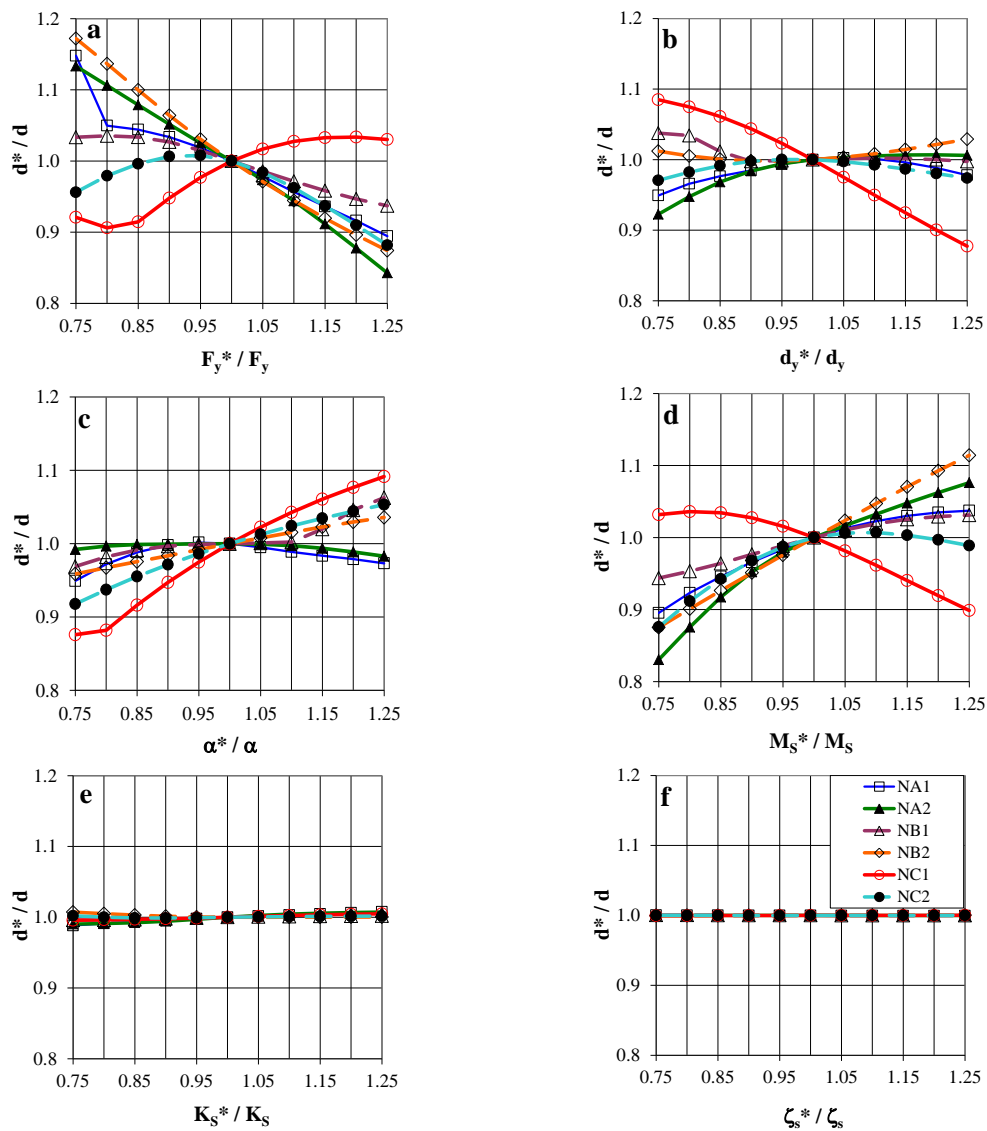 a
1.2
1.1
1.0
0.9
0.8
d* / d
0.75 0.85 0.95 1.05 1.15 1.25
Fy* / Fy
b
1.2
1.1
1.0
0.9
0.8
d* / d
0.75 0.85 0.95 1.05 1.15 1.25
dy* / dy
c
1.2
1.1
1.0
0.9
0.8
d* / d
0.75 0.85 0.95 1.05 1.15 1.25
α* / α
d
1.2
1.1
1.0
0.9
0.8
d* / d
0.75 0.85 0.95 1.05 1.15 1.25
MS* / MS
e
1.2
1.1
1.0
0.9
0.8
d* / d
0.75 0.85 0.95 1.05 1.15 1.25
KS* / KS
f
1.2
1.1
1.0
0.9
0.8
d* / d
0.75 0.85 0.95 1.05 1.15 1.25
ζs* / ζs
NA1
NA2
NB1
NB2
NC1
NC2